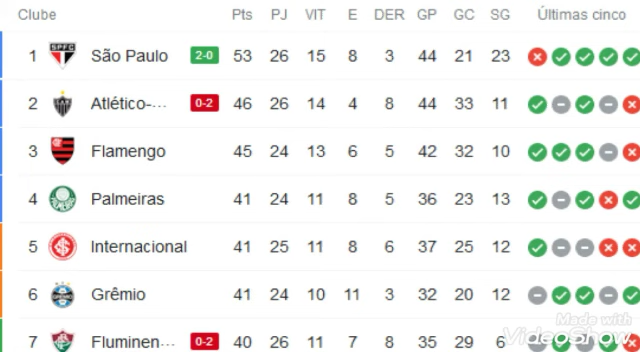 Clube Pts PJ VIT E DER GP GC SG Últimas cinco
1 São Paulo 2-0 53 26 15 8 3 44 21 23
2 Atlético-... 0-2 46 26 14 4 8 44 33 11
3 Flamengo 45 24 13 6 5 42 32 10
4 Palmeiras 41 24 11 8 5 36 23 13
5 Internacional 41 25 11 8 6 37 25 12
6 Grêmio 41 24 10 11 3 32 20 12
7 Fluminen... 0-2 40 26 11 7 8 35 29 6
Made with
VideoShow